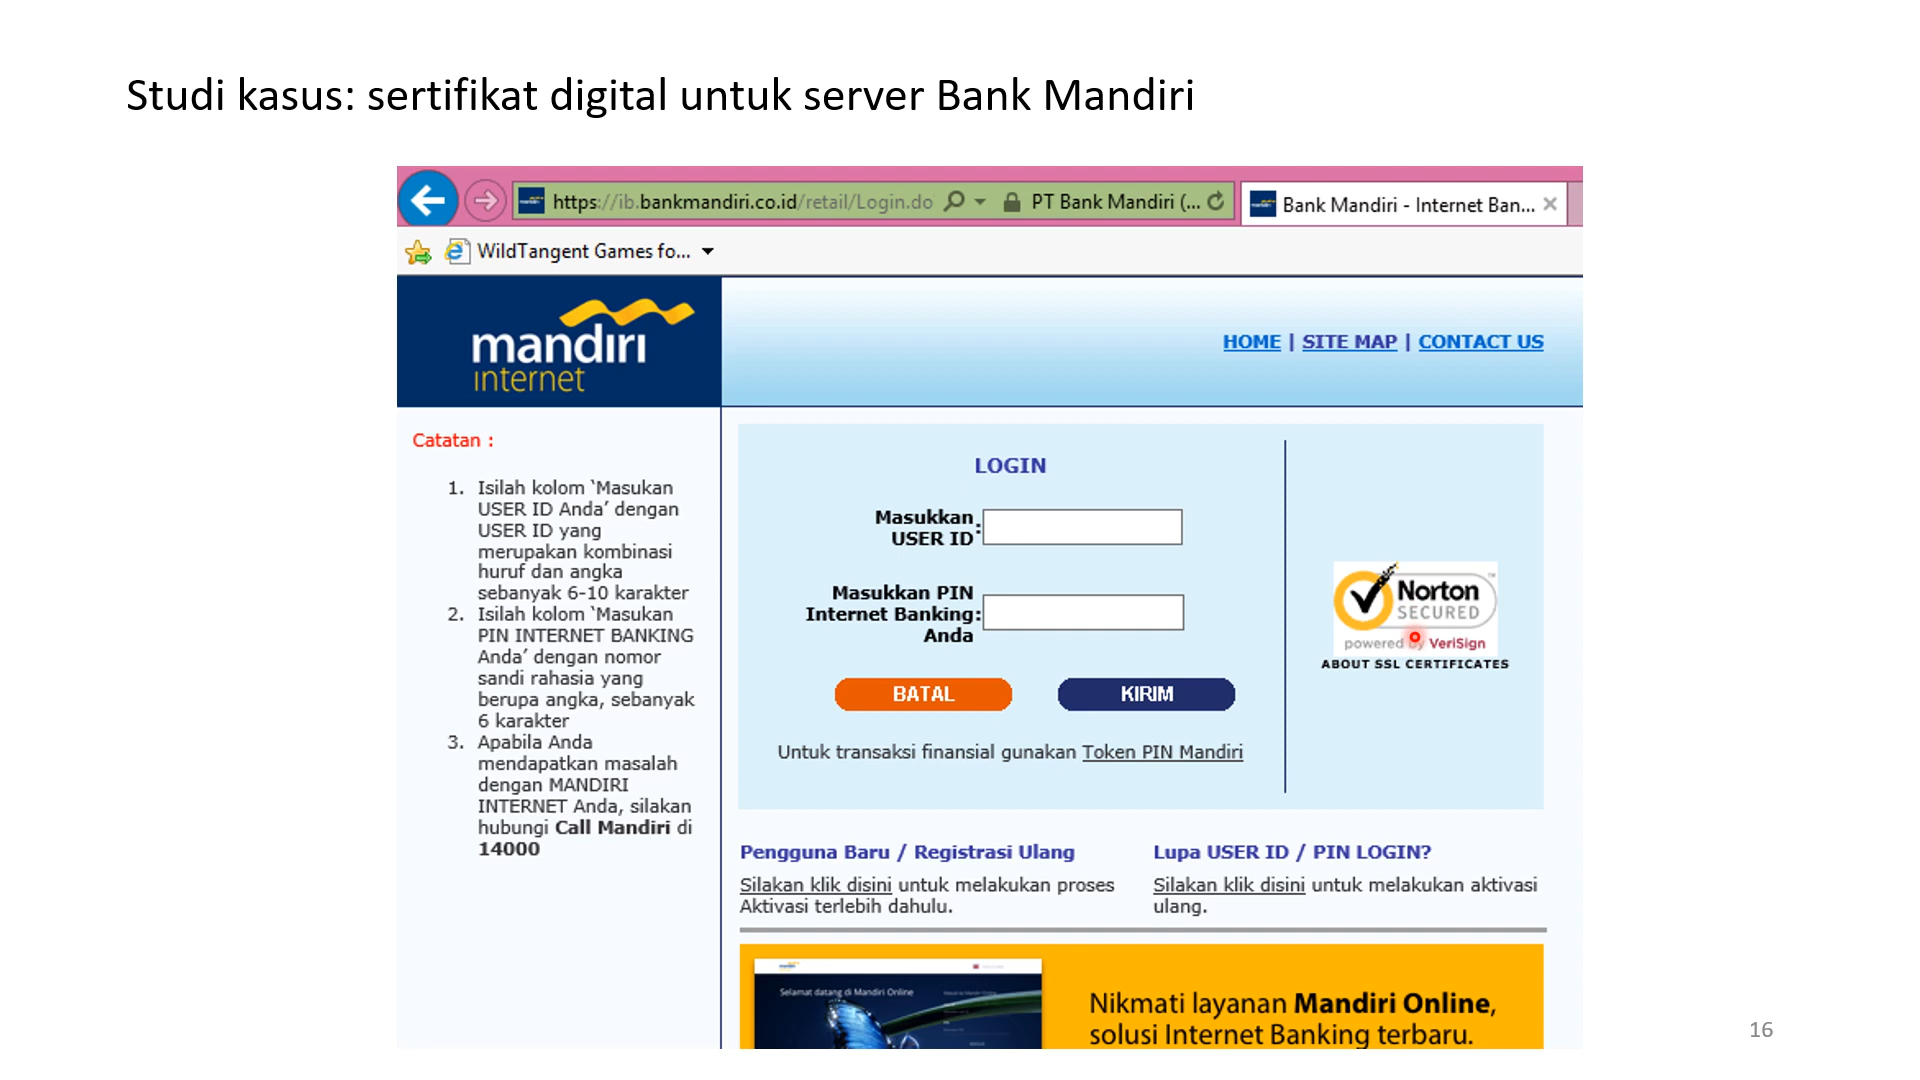 Studi kasus: sertifikat digital untuk server Bank Mandiri
https://ib.bankmandiri.co.id/retail/Login.do
PT Bank Mandiri (...
Bank Mandiri - Internet Ban...
WildTangent Games fo...
mandiri
internet
HOME | SITE MAP | CONTACT US
Catatan :
1. Isilah kolom ‘Masukan
USER ID Anda’ dengan
USER ID yang
merupakan kombinasi
huruf dan angka
sebanyak 6-10 karakter
2. Isilah kolom ‘Masukan
PIN INTERNET BANKING
Anda’ dengan nomor
sandi rahasia yang
berupa angka, sebanyak
6 karakter
3. Apabila Anda
mendapatkan masalah
dengan MANDIRI
INTERNET Anda, silakan
hubungi Call Mandiri di
14000
LOGIN
Masukkan
USER ID :
Masukkan PIN
Internet Banking :
Anda
BATAL
KIRIM
Untuk transaksi finansial gunakan Token PIN Mandiri
Norton
SECURED
powered by VeriSign
ABOUT SSL CERTIFICATES
Pengguna Baru / Registrasi Ulang
Silakan klik disini untuk melakukan proses
Aktivasi terlebih dahulu.
Lupa USER ID / PIN LOGIN?
Silakan klik disini untuk melakukan aktivasi
ulang.
Selamat datang di Mandiri Online
Nikmati layanan Mandiri Online,
solusi Internet Banking terbaru.
16